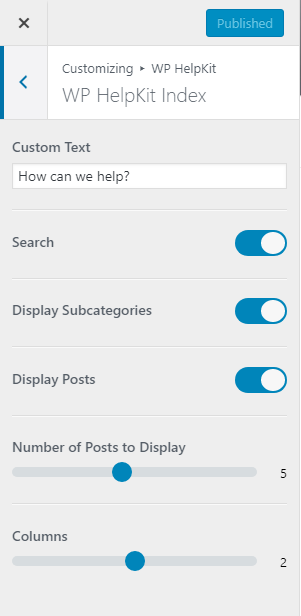 Published
Customizing ▸ WP HelpKit
WP HelpKit Index
Custom Text
How can we help?
Search
Display Subcategories
Display Posts
Number of Posts to Display
5
Columns
2